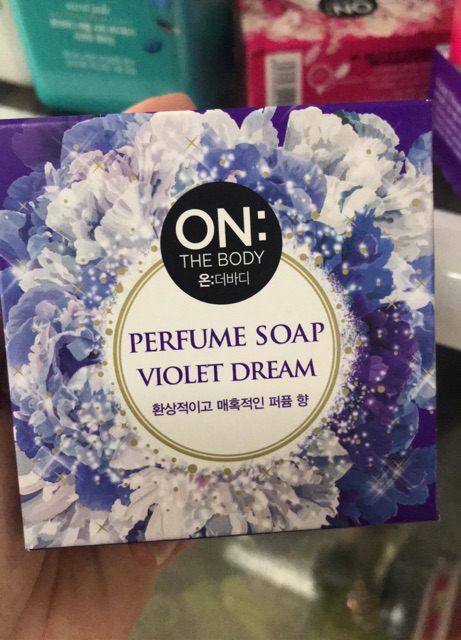 ON:
THE BODY
온:더바디
PERFUME SOAP
VIOLET DREAM
환상적이고 매혹적인 퍼퓸 향